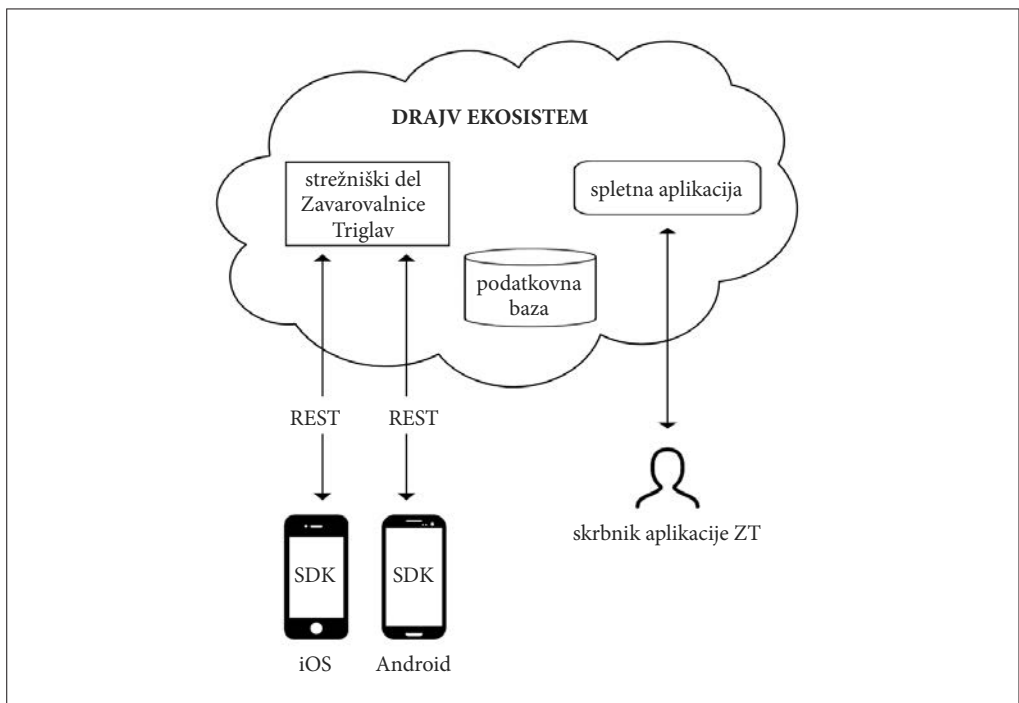 DRAJV EKOSISTEM
strežniški del
Zavarovalnice
Triglav
spletna aplikacija
podatkovna
baza
REST
REST
skrbnik aplikacije ZT
SDK
SDK
iOS
Android